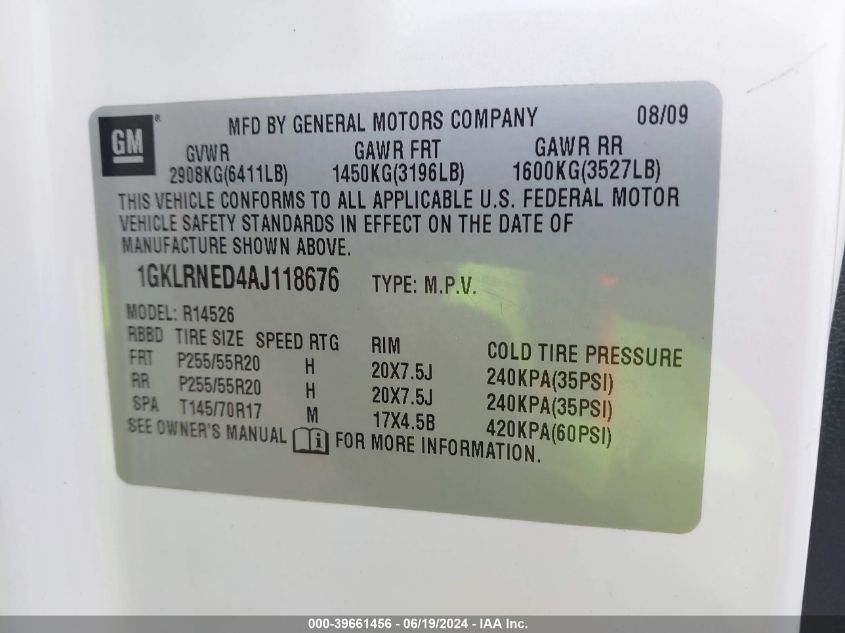 GM ®
MFD BY GENERAL MOTORS COMPANY 08/09
GVWR GAWR FRT GAWR RR
2908KG(6411LB) 1450KG(3196LB) 1600KG(3527LB)
THIS VEHICLE CONFORMS TO ALL APPLICABLE U.S. FEDERAL MOTOR
VEHICLE SAFETY STANDARDS IN EFFECT ON THE DATE OF
MANUFACTURE SHOWN ABOVE.
1GKLRNED4AJ118676 TYPE: M.P.V.
MODEL: R14526
RBBD TIRE SIZE SPEED RTG RIM COLD TIRE PRESSURE
FRT P255/55R20 H 20X7.5J 240KPA(35PSI)
RR P255/55R20 H 20X7.5J 240KPA(35PSI)
SPA T145/70R17 M 17X4.5B 420KPA(60PSI)
SEE OWNER'S MANUAL i FOR MORE INFORMATION.
000-39661456 - 06/19/2024 - IAA Inc.